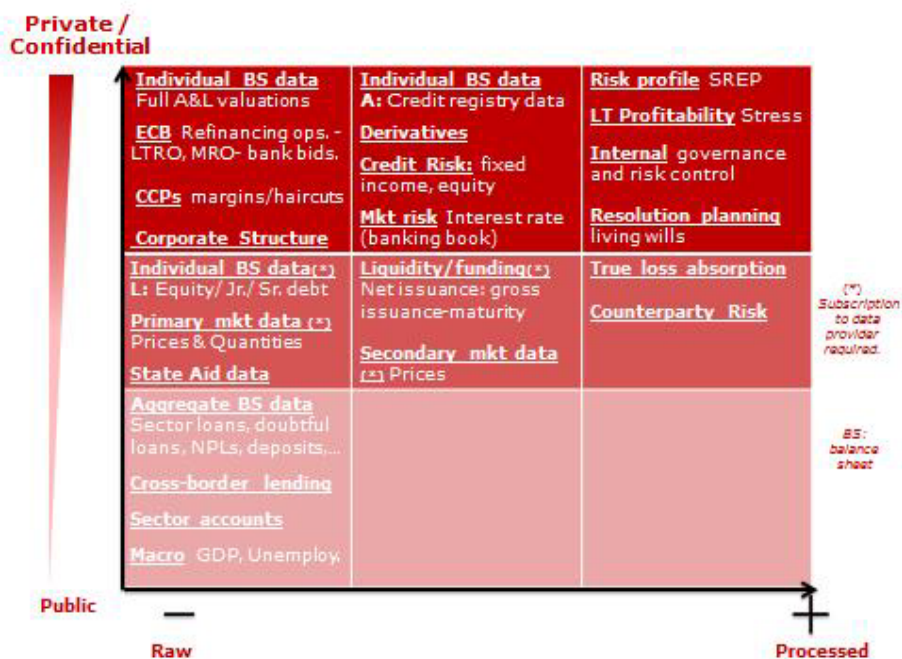 Private /
Confidential
Individual BS data
Full A&L valuations
ECB Refinancing ops. -
LTRO, MRO- bank bids.
CCPs margins/haircuts
Corporate Structure
Individual BS data
A: Credit registry data
Derivatives
Credit Risk: fixed
income, equity
Mkt risk Interest rate
(banking book)
Risk profile SREP
LT Profitability Stress
Internal governance
and risk control
Resolution planning
living wills
Individual BS data(*)
L: Equity/ Jr./ Sr. debt
Primary mkt data (*)
Prices & Quantities
State Aid data
Liquidity/funding(*)
Net issuance: gross
issuance-maturity
Secondary mkt data
(*) Prices
True loss absorption
Counterparty Risk
(*)
Subscription
to data
provider
required.
Aggregate BS data
Sector loans, doubtful
loans, NPLs, deposits,...
Cross-border lending
Sector accounts
Macro GDP, Unemploy.
BS:
balance
sheet
Public
—
+
Raw
Processed